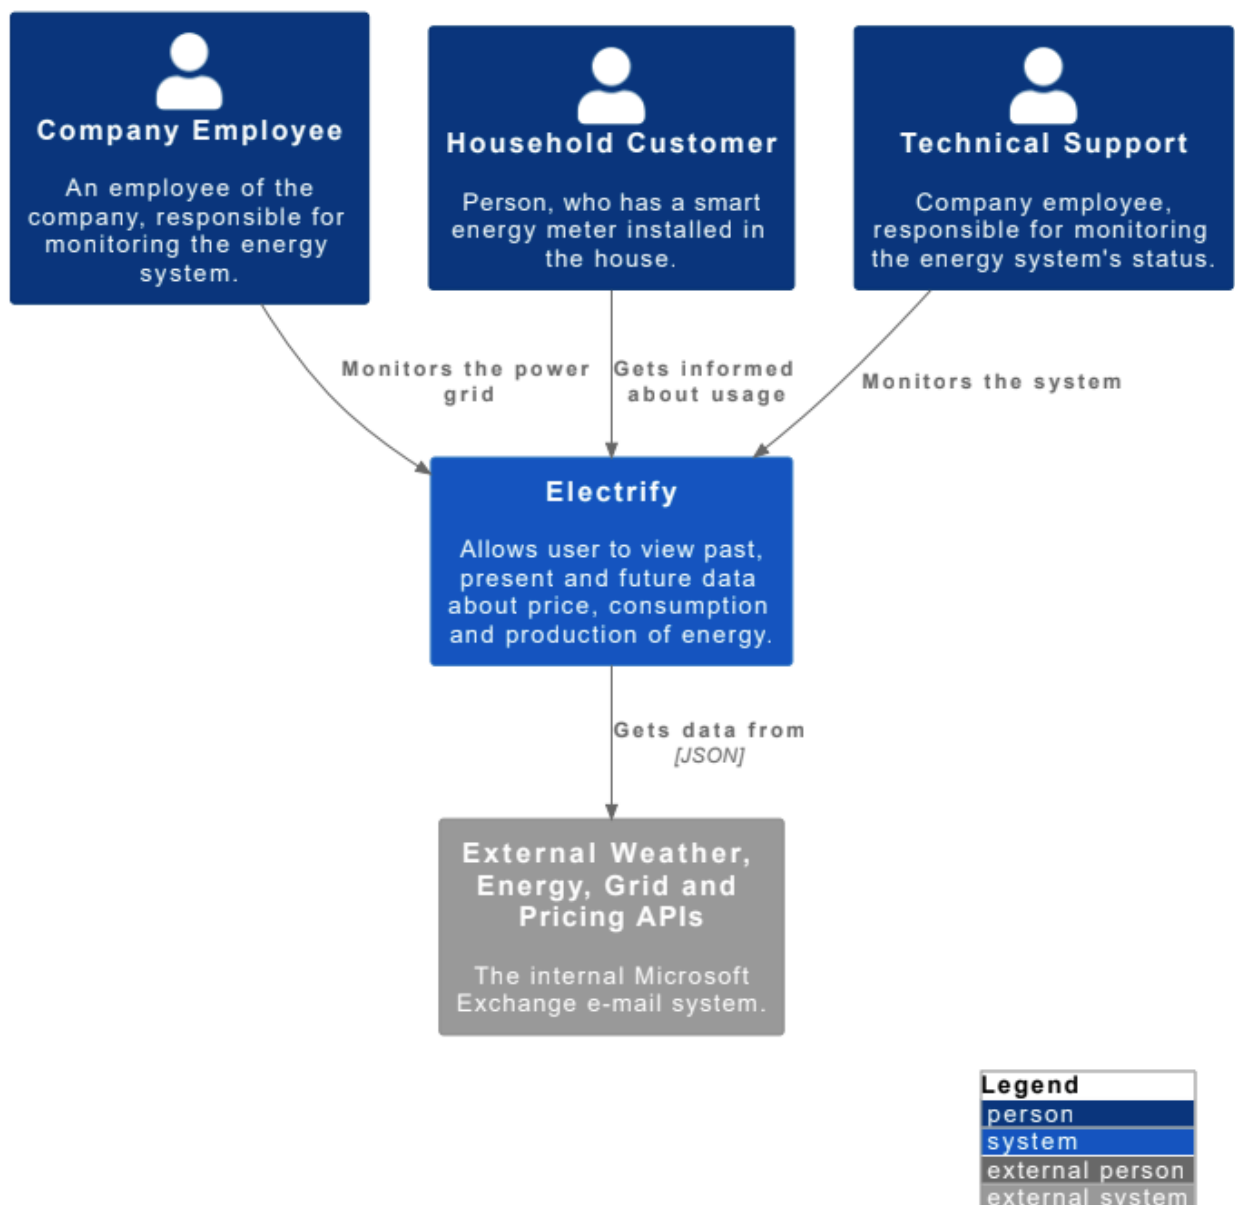 Company Employee
An employee of the
company, responsible for
monitoring the energy
system.
Household Customer
Person, who has a smart
energy meter installed in
the house.
Technical Support
Company employee,
responsible for monitoring
the energy system's status.
Monitors the power
grid
Gets informed
about usage
Monitors the system
Electrify
Allows user to view past,
present and future data
about price, consumption
and production of energy.
Gets data from
[JSON]
External Weather,
Energy, Grid and
Pricing APIs
The internal Microsoft
Exchange e-mail system.
Legend
person
system
external person
external system